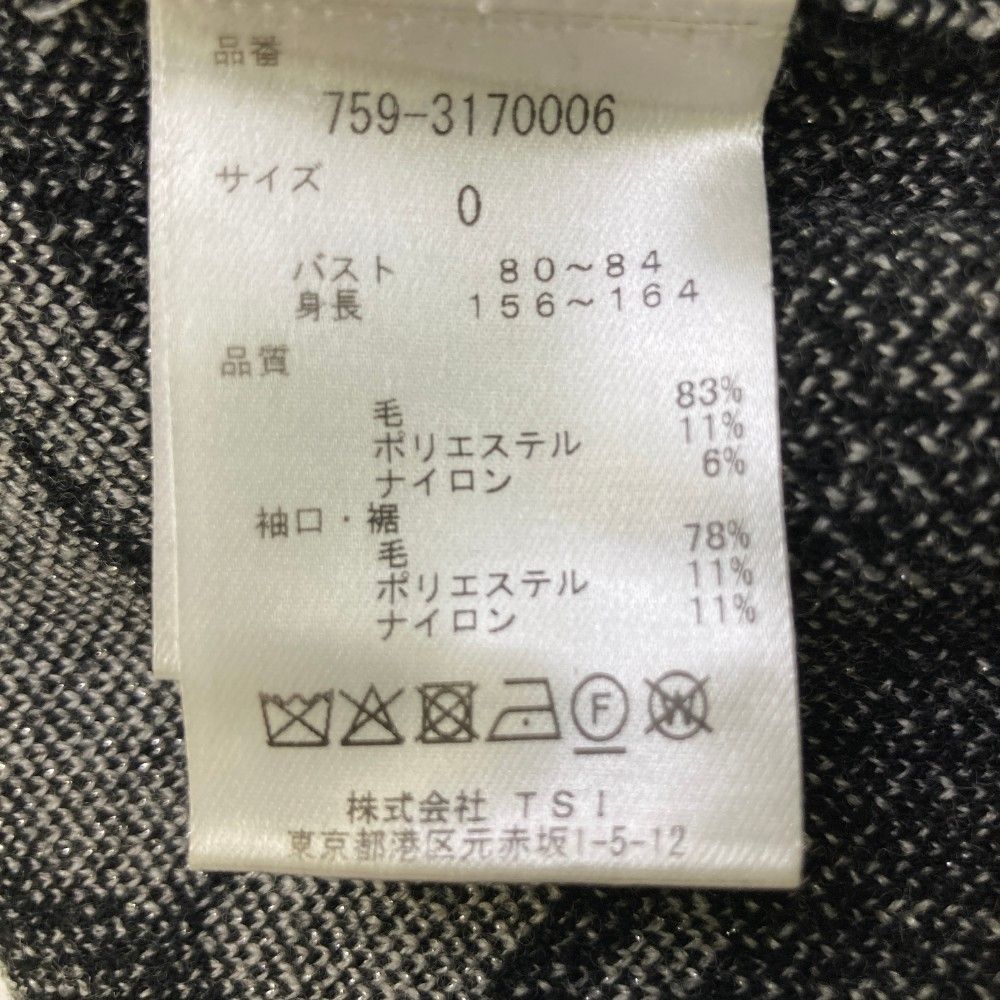 品番
759-3170006
サイズ
0
バスト 80～84
身長 156～164
品質
毛 83%
ポリエステル 11%
ナイロン 6%
袖口・裾
毛 78%
ポリエステル 11%
ナイロン 11%
F W
株式会社 TSI
東京都港区元赤坂1-5-12